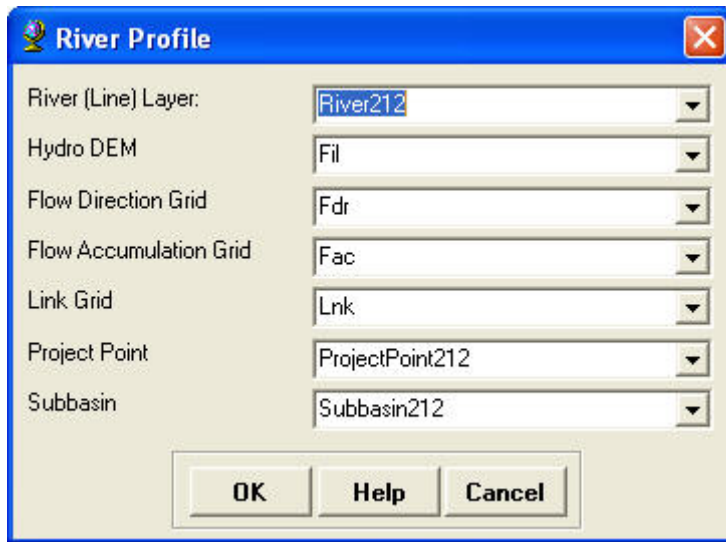 River Profile
River (Line) Layer: River212
Hydro DEM Fil
Flow Direction Grid Fdr
Flow Accumulation Grid Fac
Link Grid Lnk
Project Point ProjectPoint212
Subbasin Subbasin212
OK Help Cancel